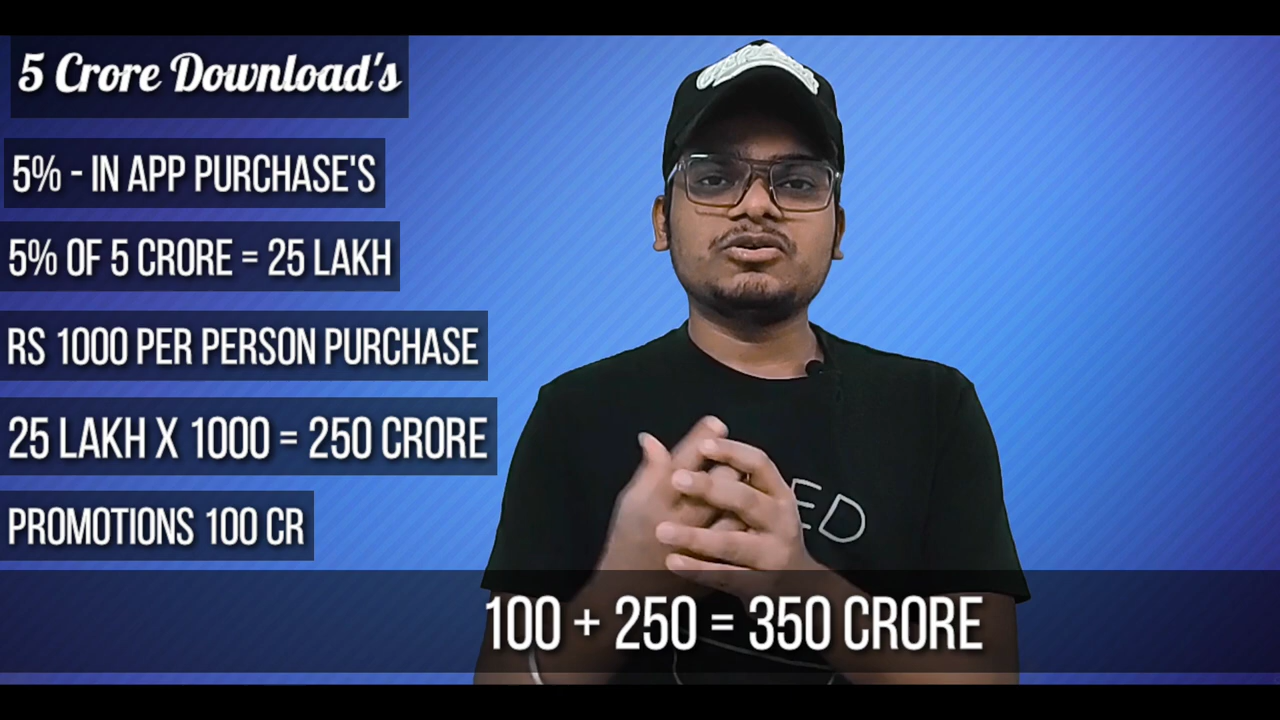 5 Crore Download's
5% - IN APP PURCHASE'S
5% OF 5 CRORE = 25 LAKH
RS 1000 PER PERSON PURCHASE
25 LAKH X 1000 = 250 CRORE
PROMOTIONS 100 CR
ED
100 + 250 = 350 CRORE